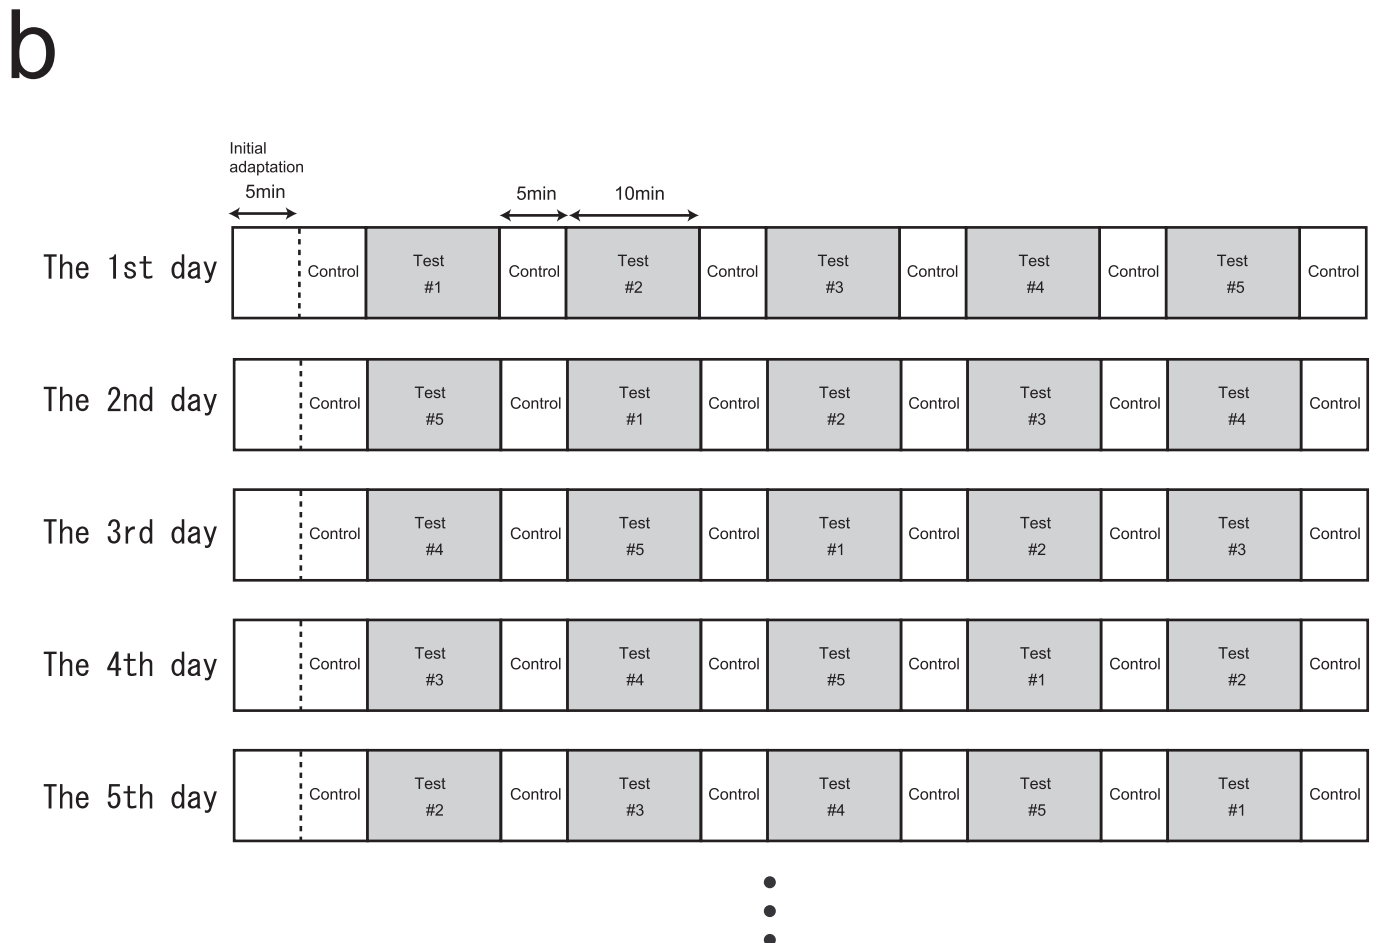 b
Initial
adaptation
5min
5min
10min
The 1st day
Control
Test
#1
Control
Test
#2
Control
Test
#3
Control
Test
#4
Control
Test
#5
Control
The 2nd day
Control
Test
#5
Control
Test
#1
Control
Test
#2
Control
Test
#3
Control
Test
#4
Control
The 3rd day
Control
Test
#4
Control
Test
#5
Control
Test
#1
Control
Test
#2
Control
Test
#3
Control
The 4th day
Control
Test
#3
Control
Test
#4
Control
Test
#5
Control
Test
#1
Control
Test
#2
Control
The 5th day
Control
Test
#2
Control
Test
#3
Control
Test
#4
Control
Test
#5
Control
Test
#1
Control